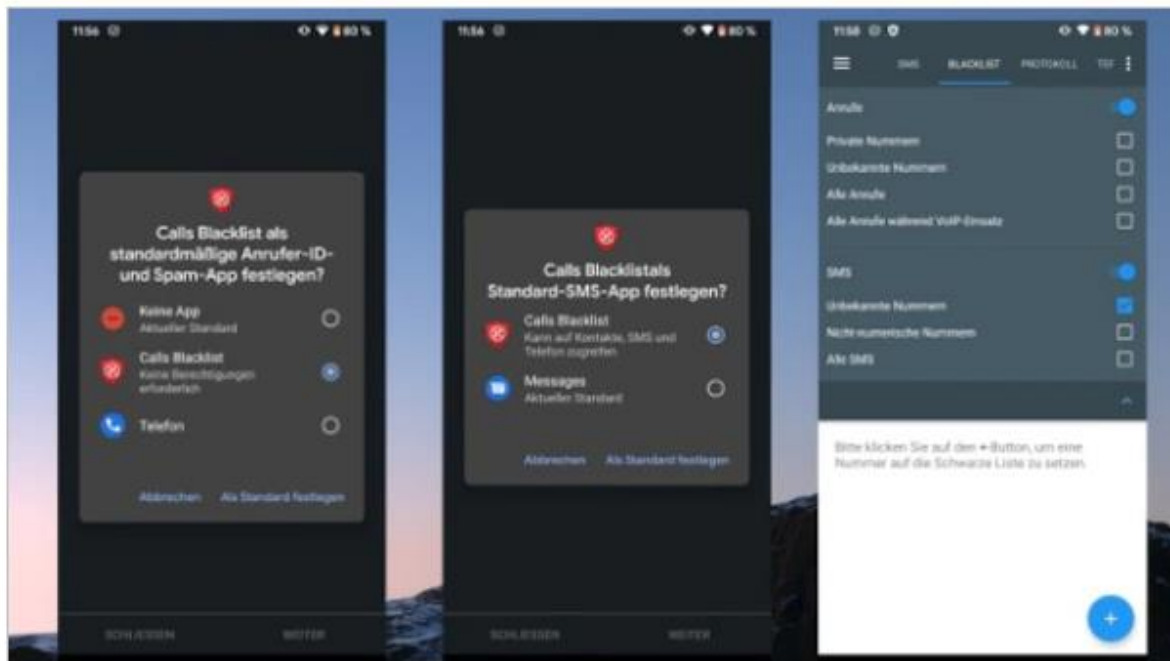 11:56
80 %
Calls Blacklist als
standardmäßige Anrufer-ID-
und Spam-App festlegen?
Keine App
Aktueller Standard
Calls Blacklist
Keine Berechtigungen
erforderlich
Telefon
Abbrechen Als Standard festlegen
SCHLIESSEN WEITER
11:56
80 %
Calls Blacklistals
Standard-SMS-App festlegen?
Calls Blacklist
Kann auf Kontakte, SMS und
Telefon zugreifen
Messages
Aktueller Standard
Abbrechen Als Standard festlegen
SCHLIESSEN WEITER
11:58
80 %
SMS BLACKLIST PROTOKOLL TEF
Anrufe
Private Nummern
Unbekannte Nummern
Alle Anrufe
Alle Anrufe während VoIP-Einsatz
SMS
Unbekannte Nummern
Nicht-numerische Nummern
Alle SMS
Bitte klicken Sie auf den +-Button, um eine
Nummer auf die Schwarze Liste zu setzen.
+